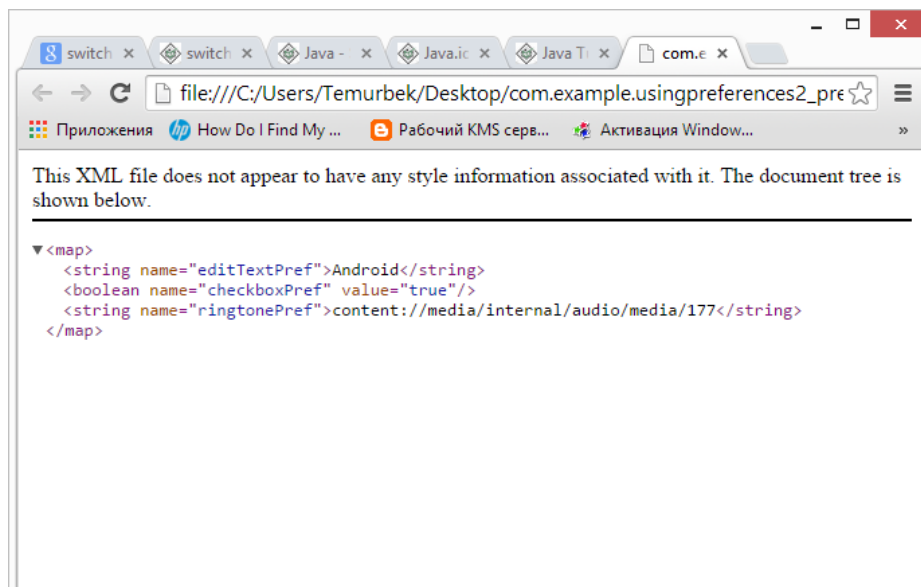 switch
switch
Java -
Java.ic
Java Tu
com.e
file:///C:/Users/Temurbek/Desktop/com.example.usingpreferences2_pre
Приложения
How Do I Find My ...
Рабочий KMS серв...
Активация Window...
»
This XML file does not appear to have any style information associated with it. The document tree is
shown below.
▼<map>
<string name="editTextPref">Android</string>
<boolean name="checkboxPref" value="true"/>
<string name="ringtonePref">content://media/internal/audio/media/177</string>
</map>